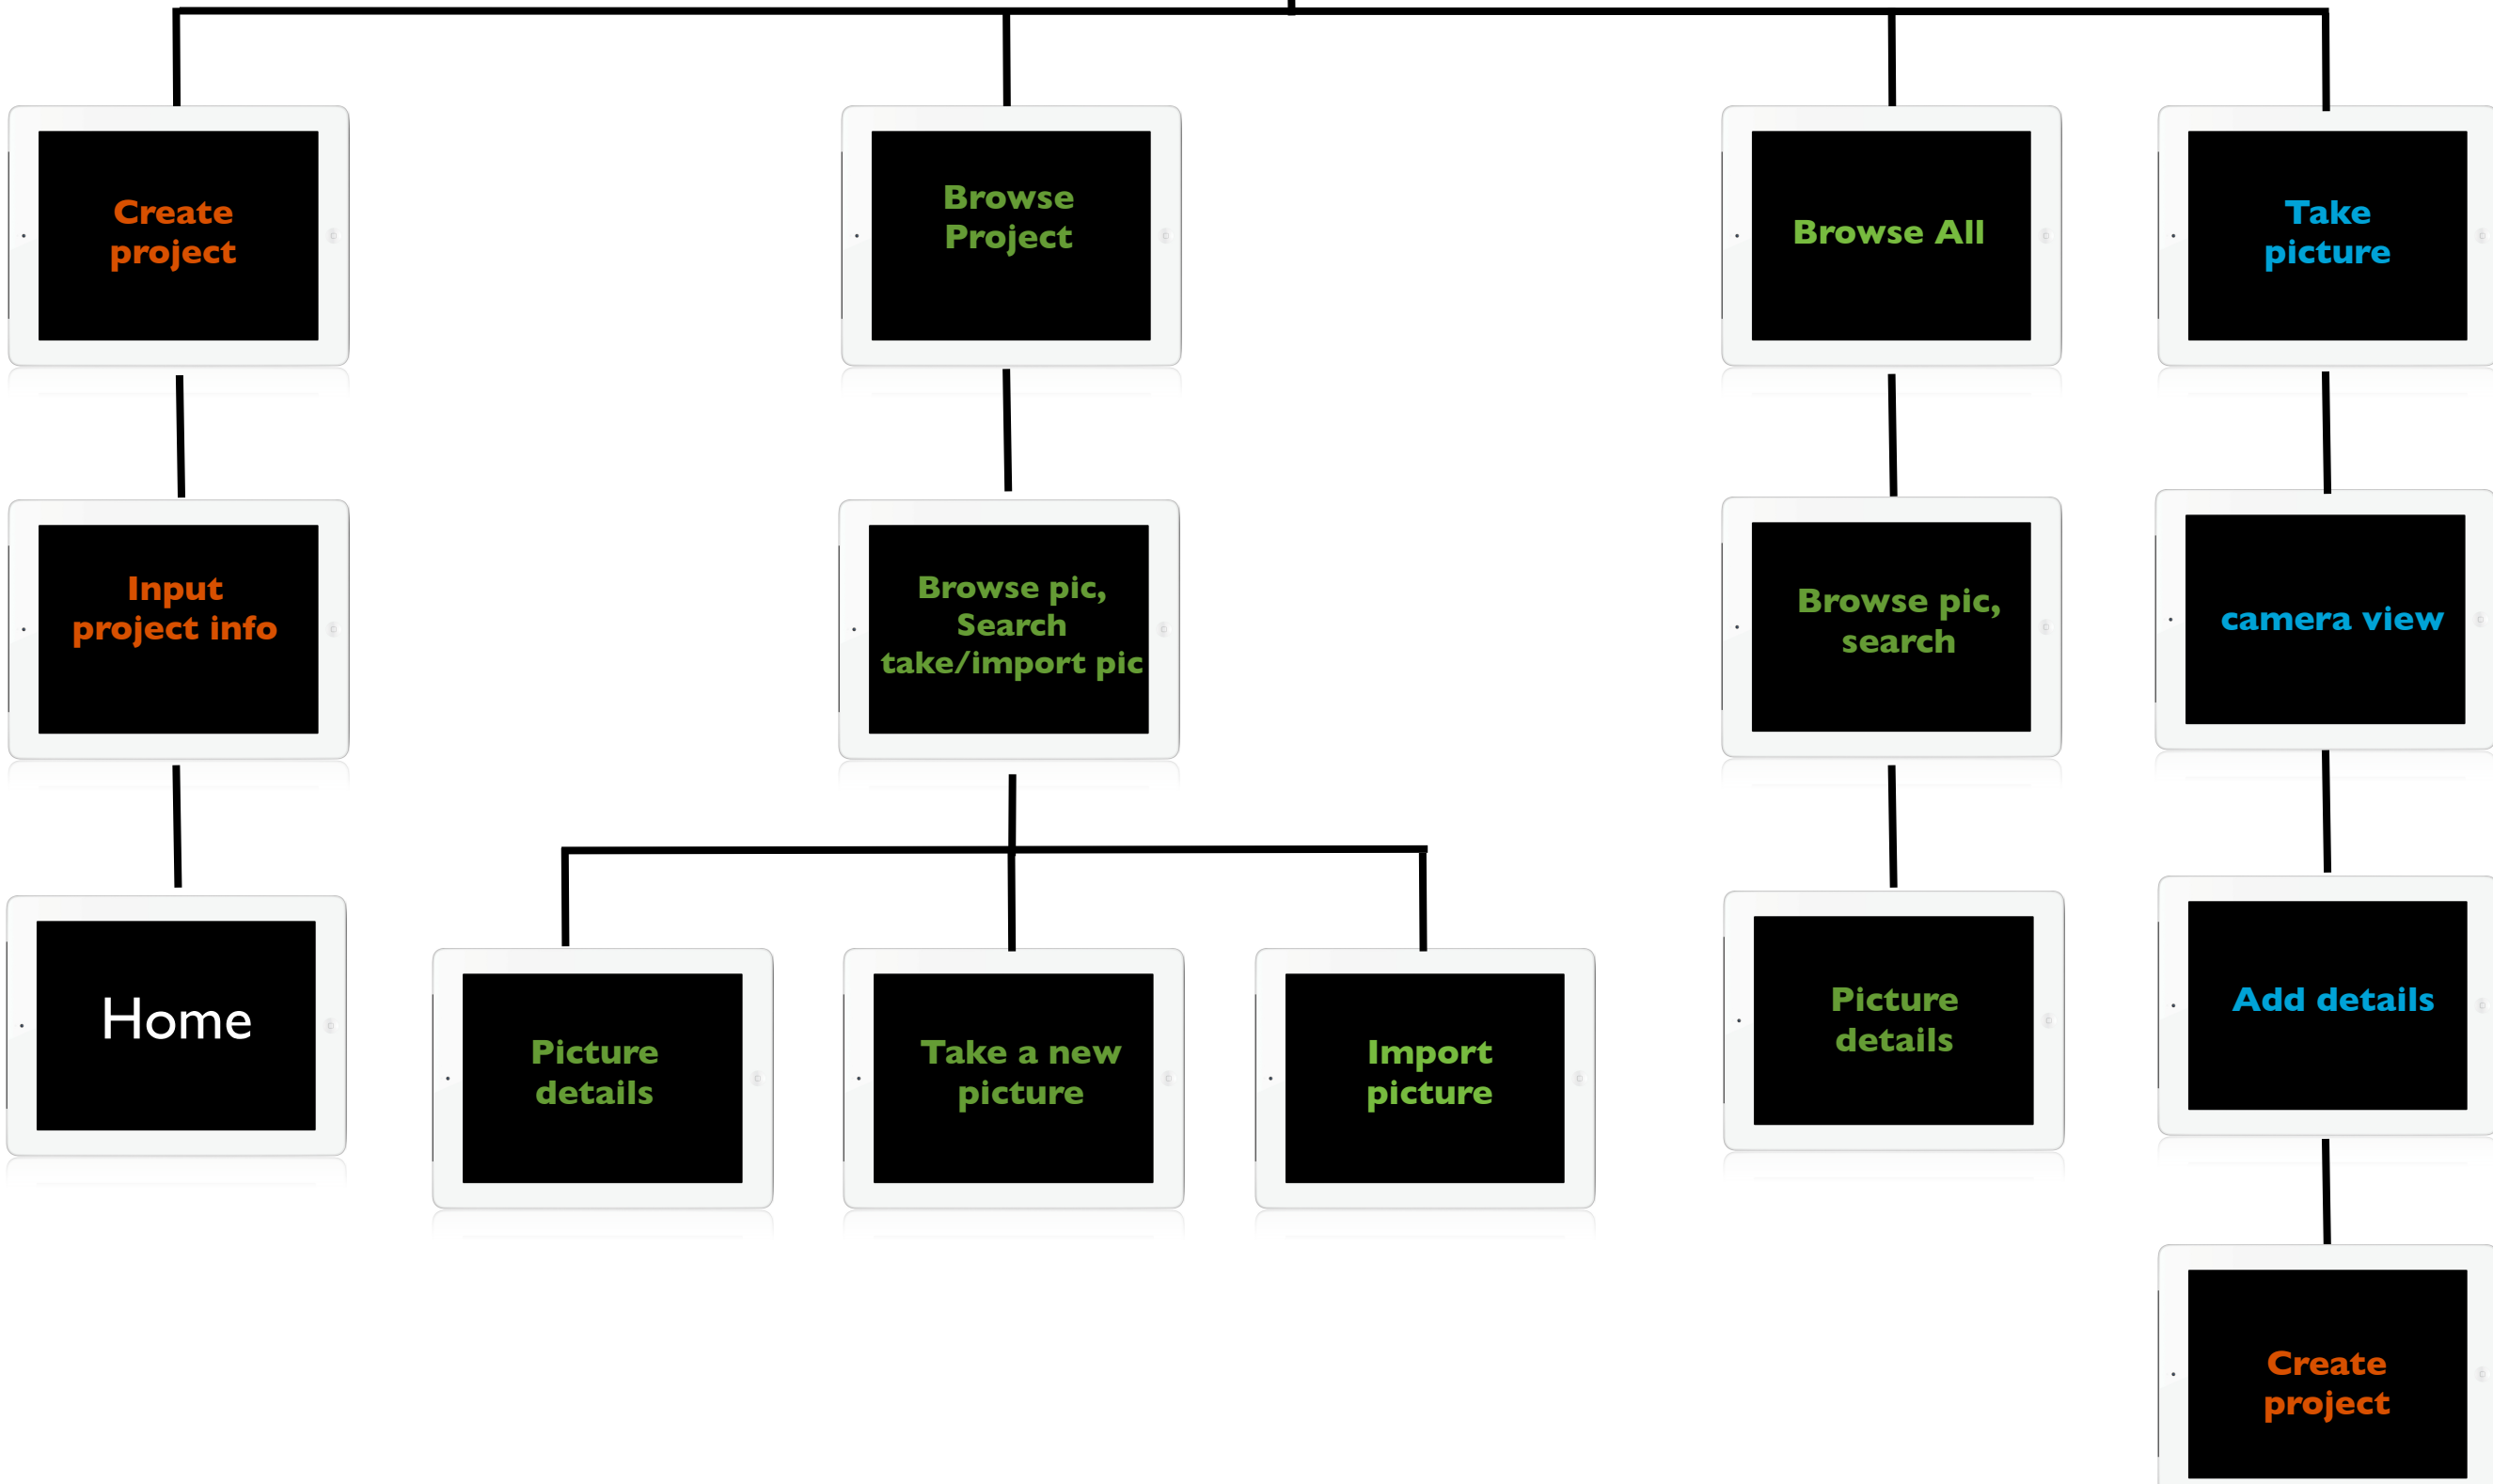 Create
project
Browse
Project
Browse All
Take
picture
Input
project info
Browse pic,
Search
take/import pic
Browse pic,
search
camera view
Home
Picture
details
Take a new
picture
Import
picture
Picture
details
Add details
Create
project